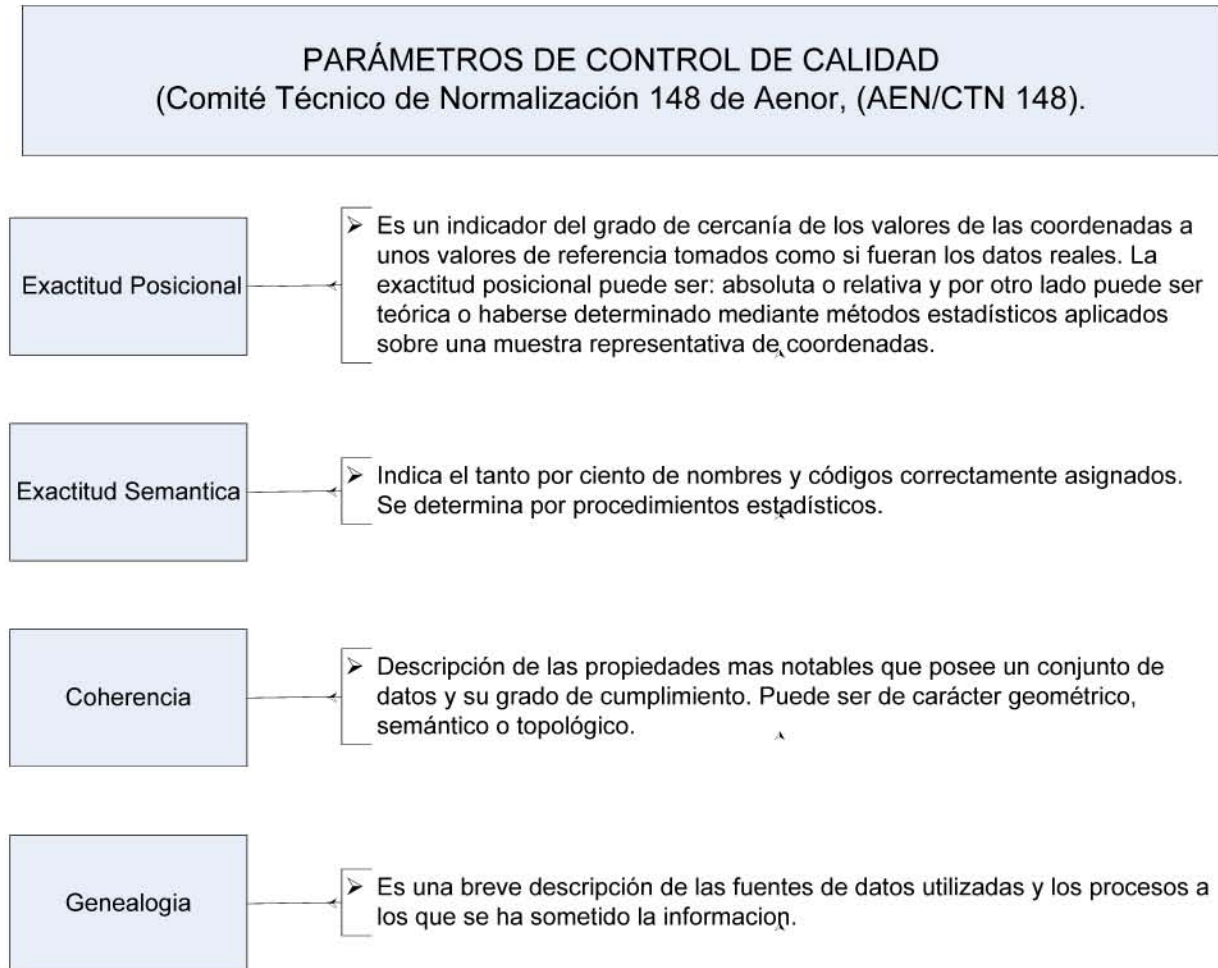 PARÁMETROS DE CONTROL DE CALIDAD
(Comité Técnico de Normalización 148 de Aenor, (AEN/CTN 148).
Exactitud Posicional
➢ Es un indicador del grado de cercanía de los valores de las coordenadas a
unos valores de referencia tomados como si fueran los datos reales. La
exactitud posicional puede ser: absoluta o relativa y por otro lado puede ser
teórica o haberse determinado mediante métodos estadísticos aplicados
sobre una muestra representativa de coordenadas.
Exactitud Semantica
➢ Indica el tanto por ciento de nombres y códigos correctamente asignados.
Se determina por procedimientos estadísticos.
Coherencia
➢ Descripción de las propiedades mas notables que posee un conjunto de
datos y su grado de cumplimiento. Puede ser de carácter geométrico,
semántico o topológico.
Genealogia
➢ Es una breve descripción de las fuentes de datos utilizadas y los procesos a
los que se ha sometido la informacion.